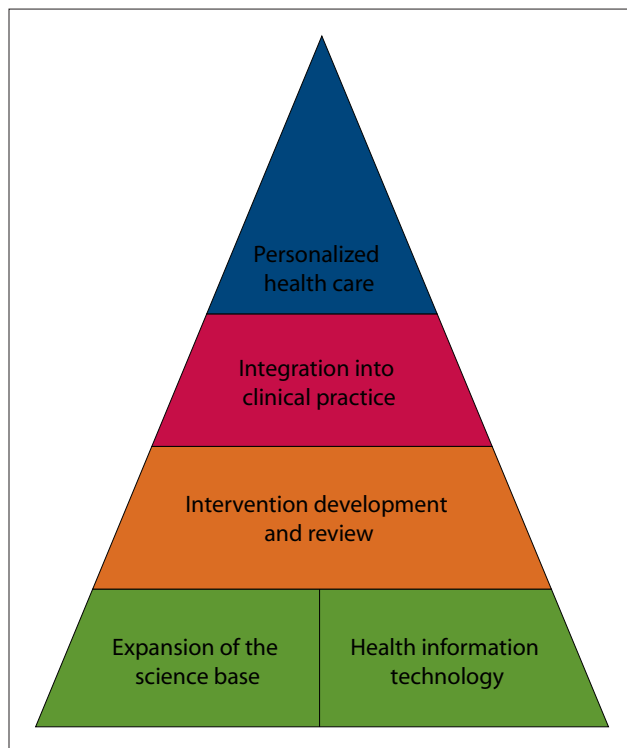 Personalized
health care
Integration into
clinical practice
Intervention development
and review
Expansion of the
science base
Health information
technology